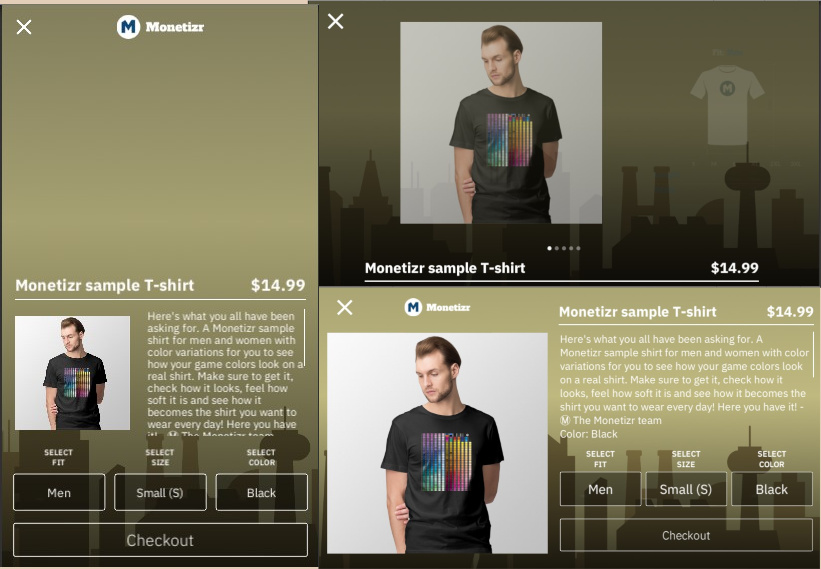 Monetizr
Monetizr sample T-shirt
$14.99
Here's what you all have been
asking for. A Monetizr sample
shirt for men and women with
color variations for you to see
how your game colors look on a
real shirt. Make sure to get it,
check how it looks, feel how
soft it is and see how it
becomes the shirt you want to
wear every day! Here you have
it! - Ⓜ The Monetizr team
SELECT
FIT
SELECT
SIZE
SELECT
COLOR
Men
Small (S)
Black
Checkout
M
Monetizr sample T-shirt
$14.99
Monetizr
Monetizr sample T-shirt
$14.99
Here's what you all have been asking for. A
Monetizr sample shirt for men and women with color
variations for you to see how your game colors look
on a real shirt. Make sure to get it, check how it
looks, feel how soft it is and see how it becomes the
shirt you want to wear every day! Here you have it! -
Ⓜ The Monetizr team
Color: Black
SELECT
FIT
SELECT
SIZE
SELECT
COLOR
Men
Small (S)
Black
Checkout